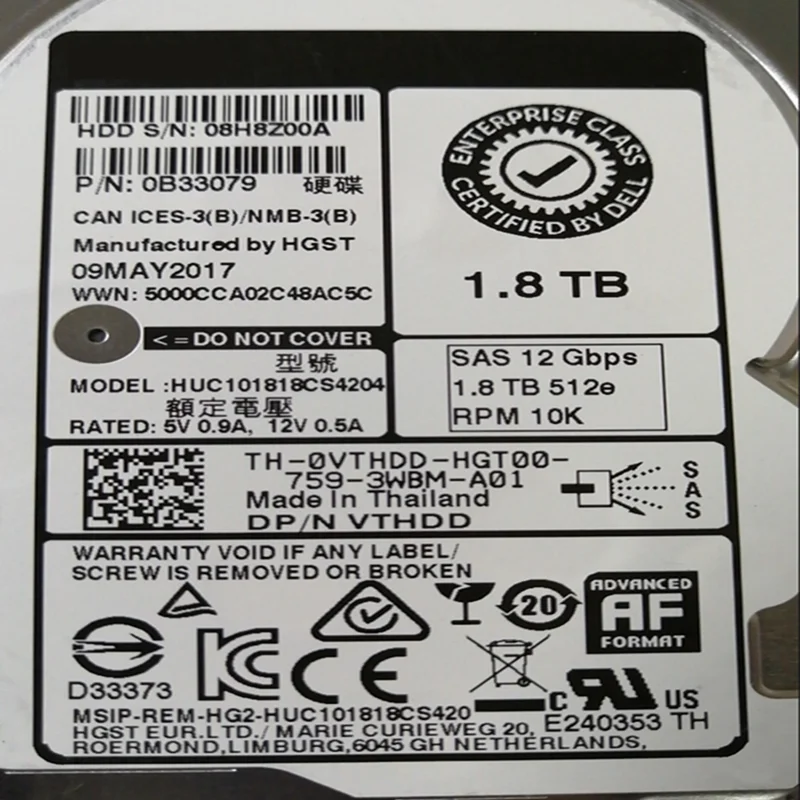 HDD S/N: 08H8Z00A
P/N: 0B33079 硬碟
CAN ICES-3(B)/NMB-3(B)
Manufactured by HGST
09MAY2017
WWN: 5000CCA02C48AC5C
<=DO NOT COVER
型號
MODEL :HUC101818CS4204
額定電壓
RATED: 5V 0.9A, 12V 0.5A
ENTERPRISE CLASS
CERTIFIED BY DELL
1.8 TB
SAS 12 Gbps
1.8 TB 512e
RPM 10K
TH-0VTHDD-HGT00-
759-3WBM-A01
Made In Thailand
DP/N VTHDD
SAS
WARRANTY VOID IF ANY LABEL/
SCREW IS REMOVED OR BROKEN
20
ADVANCED
AF
FORMAT
D33373
CE
C RU US
MSIP-REM-HG2-HUC101818CS420
E240353 TH
HGST EUR.LTD./ MARIE CURIEWEG 20,
ROERMOND,LIMBURG,6045 GH NETHERLANDS,